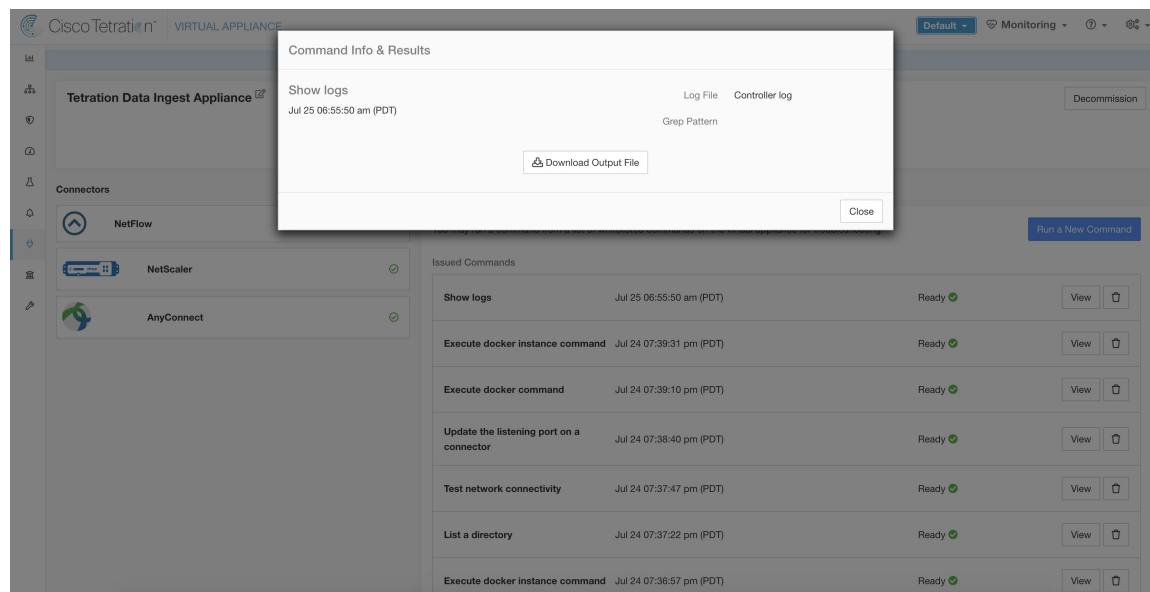 Cisco Tetration™ VIRTUAL APPLIANCE
Default
Monitoring
Command Info & Results
Show logs
Jul 25 06:55:50 am (PDT)
Log File Controller log
Grep Pattern
Download Output File
Close
Tetration Data Ingest Appliance
Decommission
Connectors
NetFlow
NetScaler
AnyConnect
Run a New Command
Issued Commands
Show logs Jul 25 06:55:50 am (PDT) Ready View
Execute docker instance command Jul 24 07:39:31 pm (PDT) Ready View
Execute docker command Jul 24 07:39:10 pm (PDT) Ready View
Update the listening port on a
connector Jul 24 07:38:40 pm (PDT) Ready View
Test network connectivity Jul 24 07:37:47 pm (PDT) Ready View
List a directory Jul 24 07:37:22 pm (PDT) Ready View
Execute docker instance command Jul 24 07:36:57 pm (PDT) Ready View